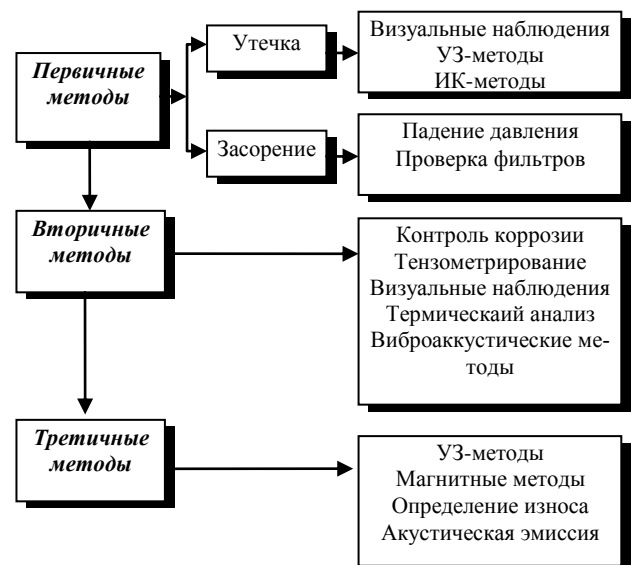 Первичные
методы
Утечка
Визуальные наблюдения
УЗ-методы
ИК-методы
Засорение
Падение давления
Проверка фильтров
Вторичные
методы
Контроль коррозии
Тензометрирование
Визуальные наблюдения
Термическаий анализ
Виброаккустические ме-
тоды
Третичные
методы
УЗ-методы
Магнитные методы
Определение износа
Акустическая эмиссия